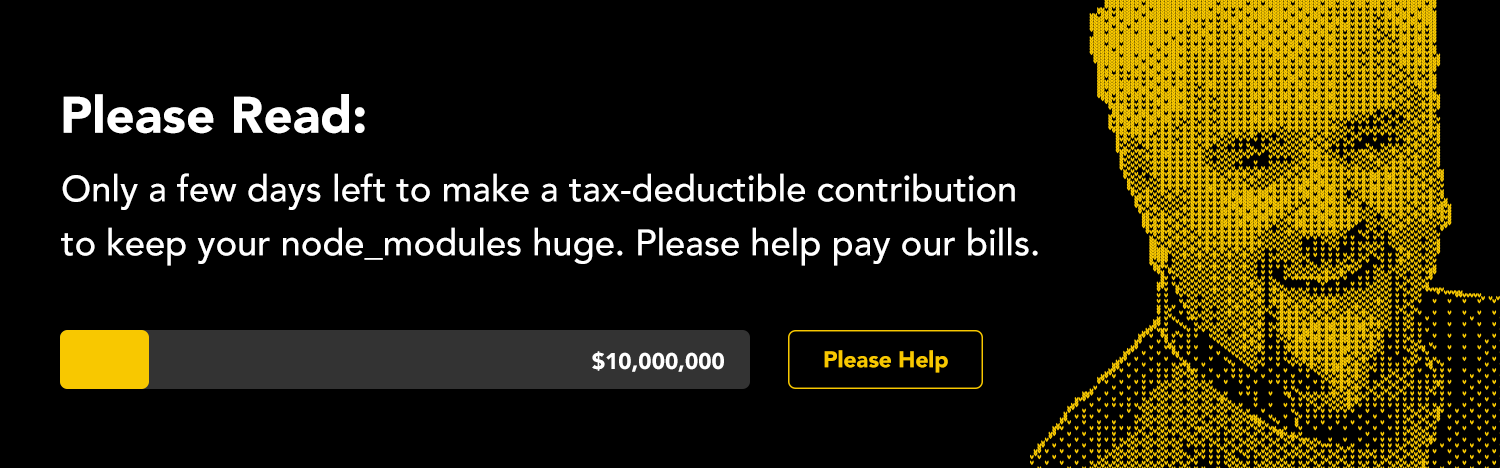 Please Read:
Only a few days left to make a tax-deductible contribution
to keep your node_modules huge. Please help pay our bills.
$10,000,000
Please Help